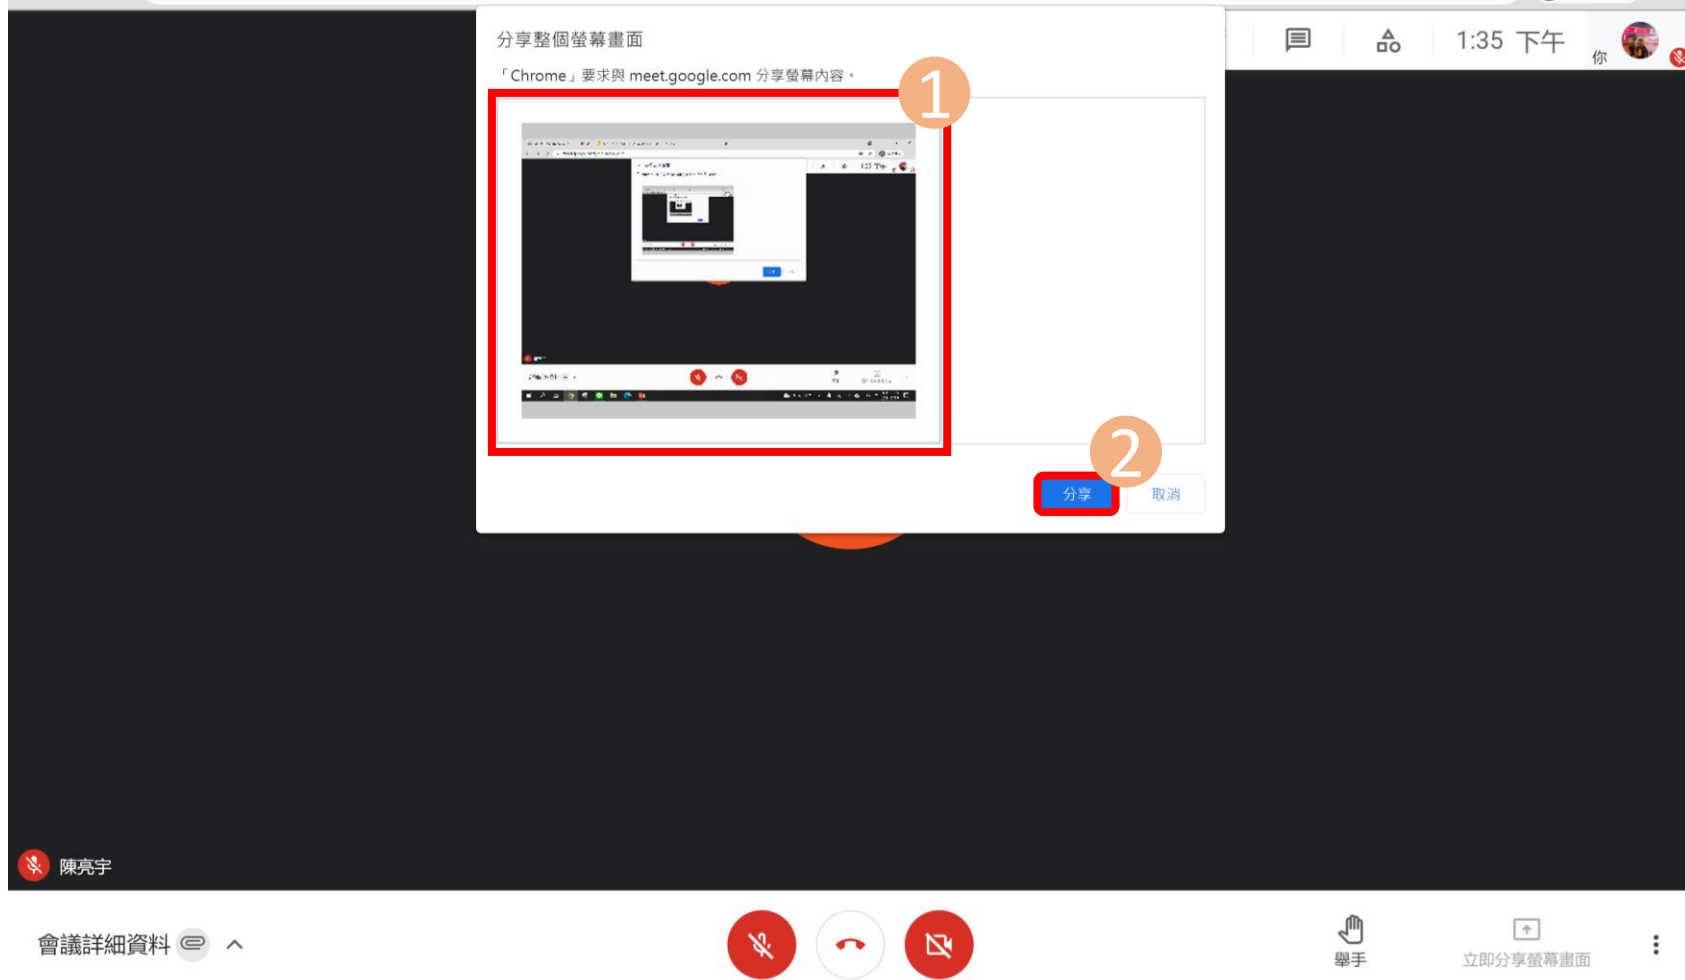 分享整個螢幕畫面
「Chrome」要求與 meet.google.com 分享螢幕內容。
1
1:35 下午
你
2
分享
取消
陳亮宇
會議詳細資料
舉手
立即分享螢幕畫面